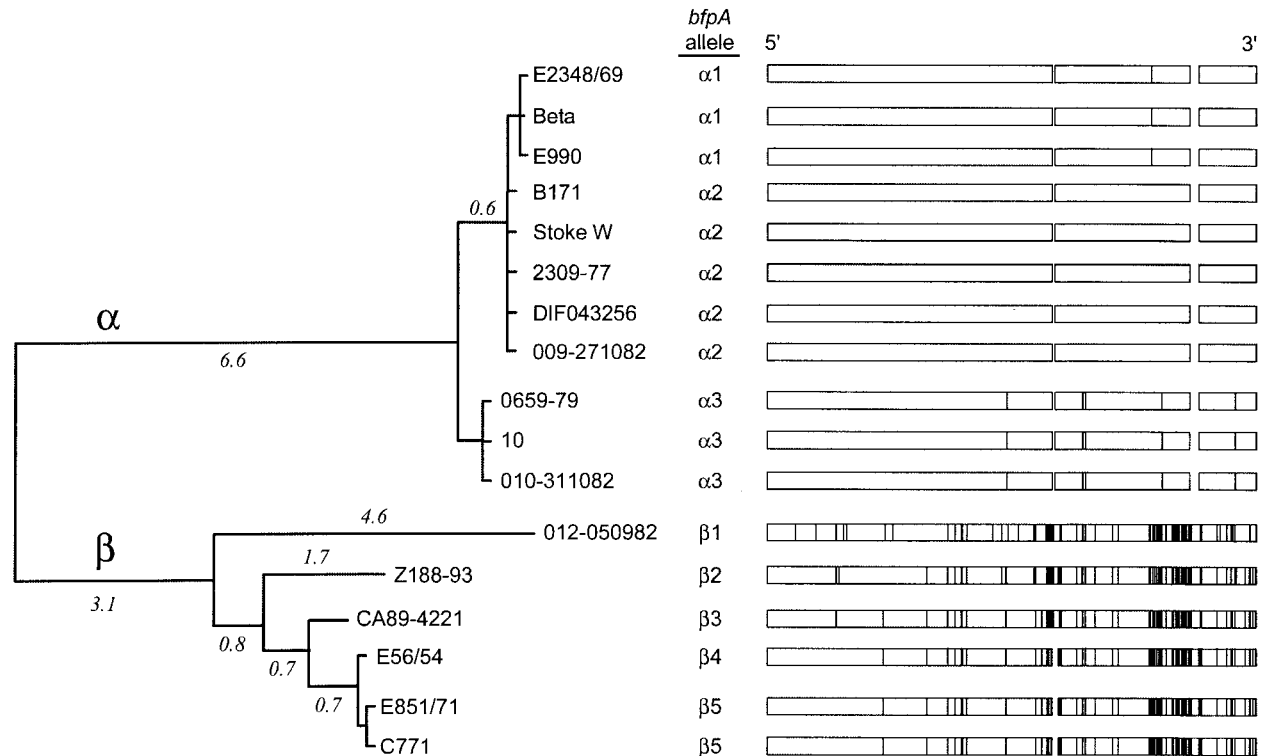 bfpA
allele
5'
3'
E2348/69
α1
Beta
α1
E990
α1
B171
α2
0.6
Stoke W
α2
2309-77
α2
α
DIF043256
α2
6.6
009-271082
α2
0659-79
α3
10
α3
010-311082
α3
4.6
012-050982
β1
β
1.7
Z188-93
β2
3.1
CA89-4221
β3
0.8
0.7
E56/54
β4
0.7
E851/71
β5
C771
β5